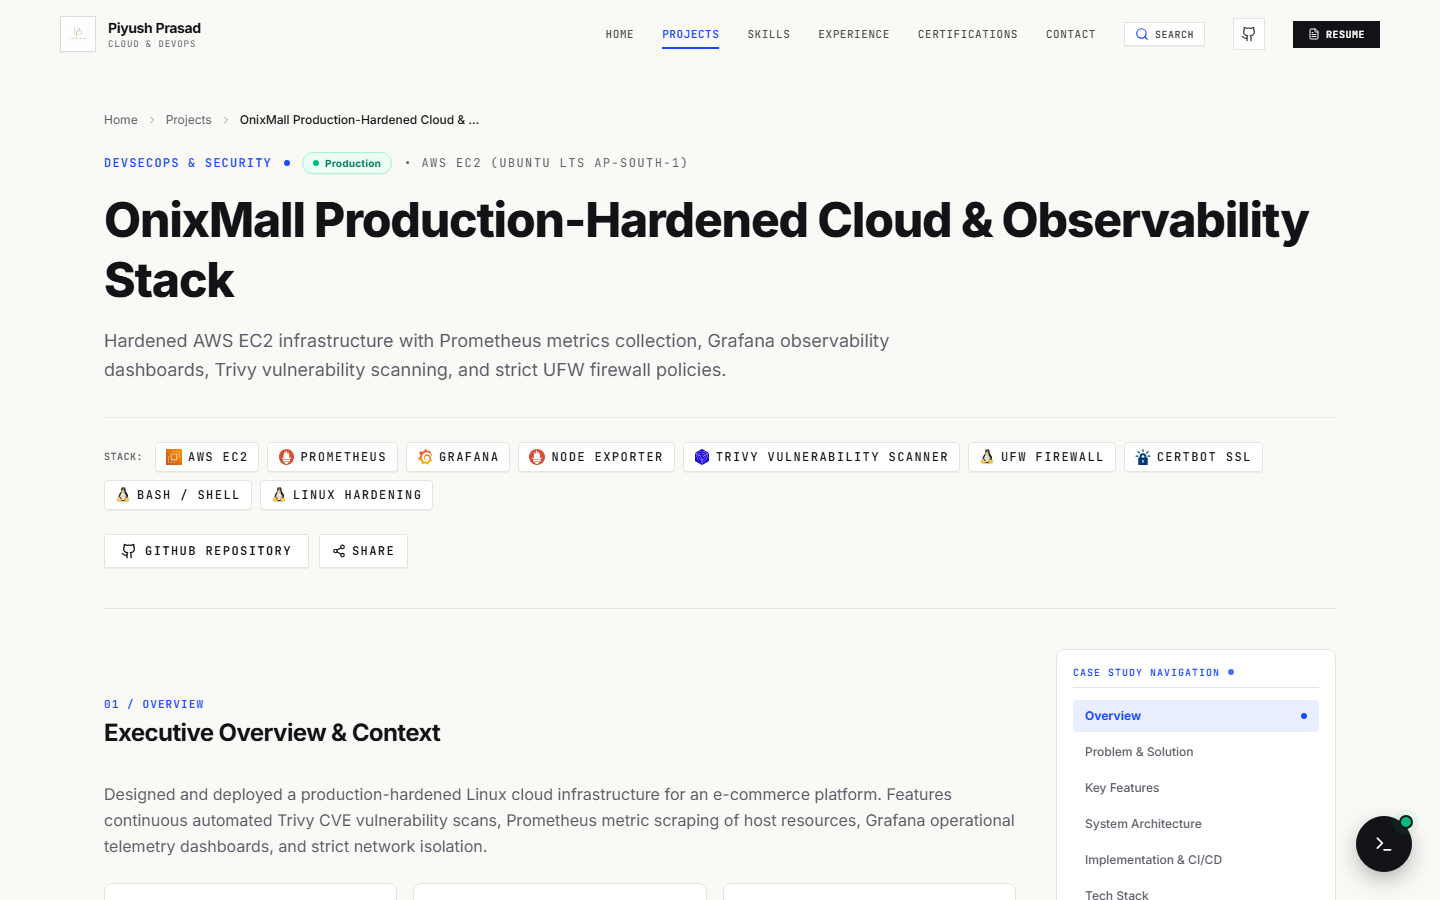 Piyush Prasad
CLOUD & DEVOPS
HOME
PROJECTS
SKILLS
EXPERIENCE
CERTIFICATIONS
CONTACT
SEARCH
RESUME
Home
Projects
OnixMall Production-Hardened Cloud & ...
DEVSECOPS & SECURITY
Production
• AWS EC2 (UBUNTU LTS AP-SOUTH-1)
OnixMall Production-Hardened Cloud & Observability
Stack
Hardened AWS EC2 infrastructure with Prometheus metrics collection, Grafana observability
dashboards, Trivy vulnerability scanning, and strict UFW firewall policies.
STACK:
AWS EC2
PROMETHEUS
GRAFANA
NODE EXPORTER
TRIVY VULNERABILITY SCANNER
UFW FIREWALL
CERTBOT SSL
BASH / SHELL
LINUX HARDENING
GITHUB REPOSITORY
SHARE
01 / OVERVIEW
Executive Overview & Context
Designed and deployed a production-hardened Linux cloud infrastructure for an e-commerce platform. Features
continuous automated Trivy CVE vulnerability scans, Prometheus metric scraping of host resources, Grafana operational
telemetry dashboards, and strict network isolation.
CASE STUDY NAVIGATION
Overview
Problem & Solution
Key Features
System Architecture
Implementation & CI/CD
Tech Stack